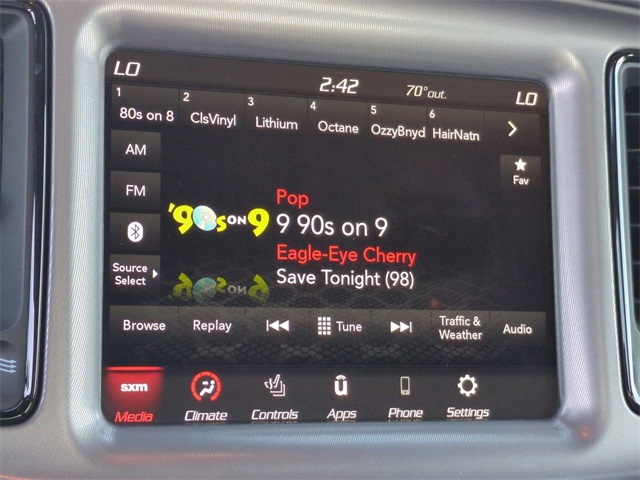 LO
2:42
70°out.
LO
1
80s on 8
2
ClsVinyl
3
Lithium
4
Octane
5
OzzyBnyd
6
HairNatn
AM
FM
Source
Select
Fav
'90s ON 9
Pop
9 90s on 9
Eagle-Eye Cherry
Save Tonight (98)
Browse
Replay
Tune
Traffic &
Weather
Audio
sxm
Media
Climate
Controls
ū
Apps
Phone
Settings